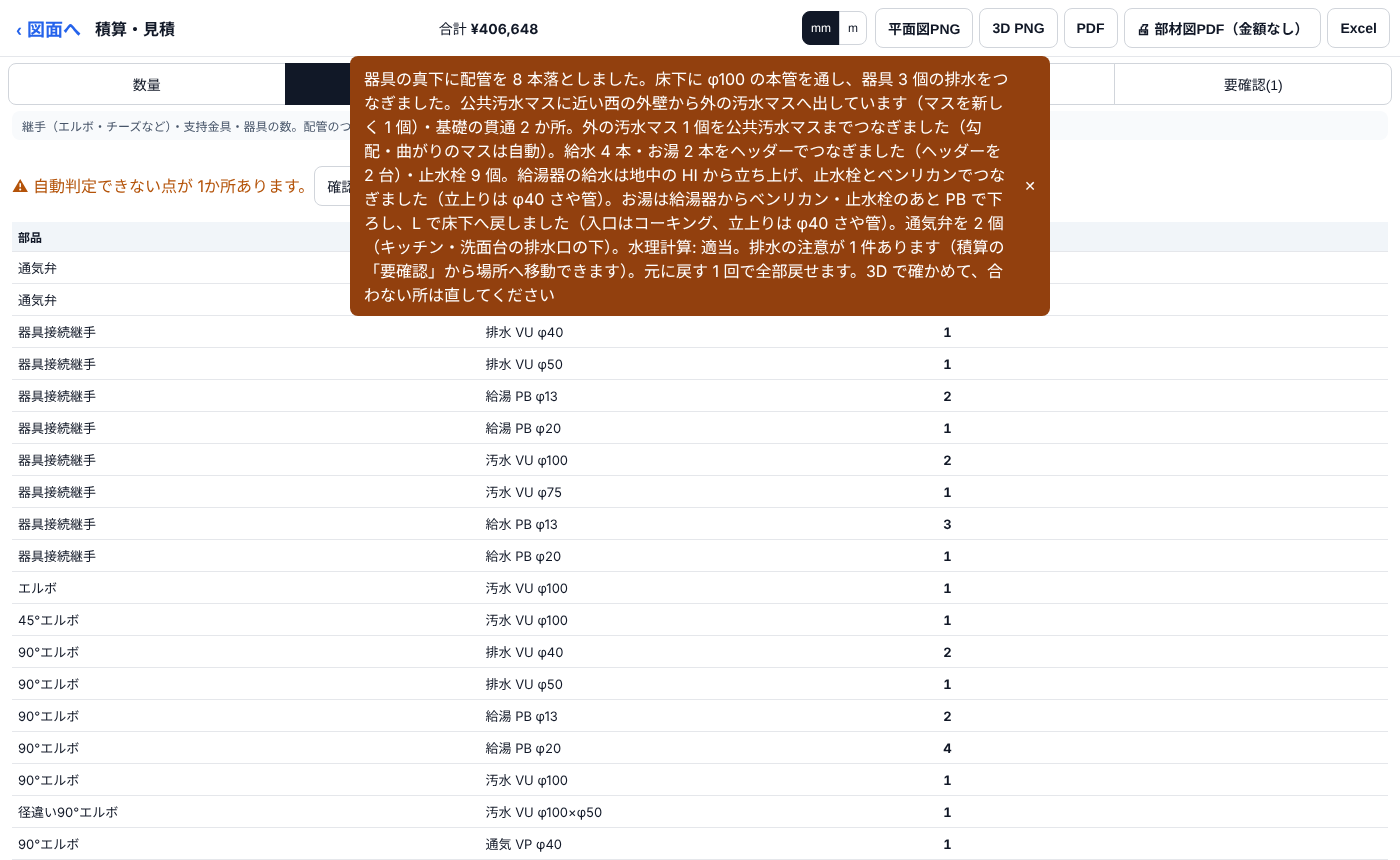 ‹ 図面へ 積算・見積 合計 ¥406,648 mm m 平面図PNG 3D PNG PDF 部材図PDF（金額なし） Excel
数量 要確認(1)
器具の真下に配管を 8 本落としました。床下に φ100 の本管を通し、器具 3 個の排水をつ
なぎました。公共汚水マスに近い西の外壁から外の汚水マスへ出しています（マスを新し
く 1 個）・基礎の貫通 2 か所。外の汚水マス 1 個を公共汚水マスまでつなぎました（勾
配・曲がりのマスは自動）。給水 4 本・お湯 2 本をヘッダーでつなぎました（ヘッダーを
2 台）・止水栓 9 個。給湯器の給水は地中の HI から立ち上げ、止水栓とベンリカンでつな
ぎました（立上りは φ40 さや管）。お湯は給湯器からベンリカン・止水栓のあと PB で下
ろし、L で床下へ戻しました（入口はコーキング、立上りは φ40 さや管）。通気弁を 2 個
（キッチン・洗面台の排水口の下）。水理計算: 適当。排水の注意が 1 件あります（積算の
「要確認」から場所へ移動できます）。元に戻す 1 回で全部戻せます。3D で確かめて、合
わない所は直してください
×
継手（エルボ・チーズなど）・支持金具・器具の数。配管のつ
自動判定できない点が 1か所あります。 確認
部品
通気弁
通気弁
器具接続継手 排水 VU φ40 1
器具接続継手 排水 VU φ50 1
器具接続継手 給湯 PB φ13 2
器具接続継手 給湯 PB φ20 1
器具接続継手 汚水 VU φ100 2
器具接続継手 汚水 VU φ75 1
器具接続継手 給水 PB φ13 3
器具接続継手 給水 PB φ20 1
エルボ 汚水 VU φ100 1
45°エルボ 汚水 VU φ100 1
90°エルボ 排水 VU φ40 2
90°エルボ 排水 VU φ50 1
90°エルボ 給湯 PB φ13 2
90°エルボ 給湯 PB φ20 4
90°エルボ 汚水 VU φ100 1
径違い90°エルボ 汚水 VU φ100×φ50 1
90°エルボ 通気 VP φ40 1